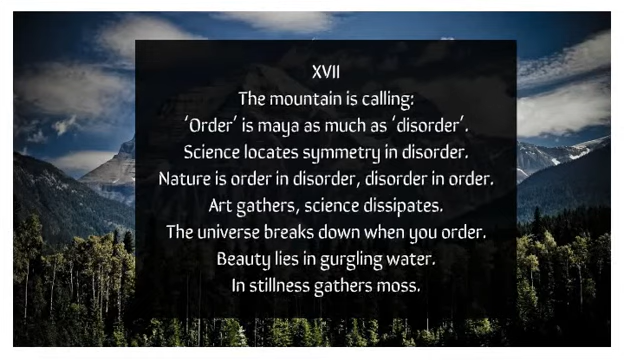 XVII
The mountain is calling:
‘Order’ is maya as much as ‘disorder’.
Science locates symmetry in disorder.
Nature is order in disorder, disorder in order.
Art gathers, science dissipates.
The universe breaks down when you order.
Beauty lies in gurgling water.
In stillness gathers moss.